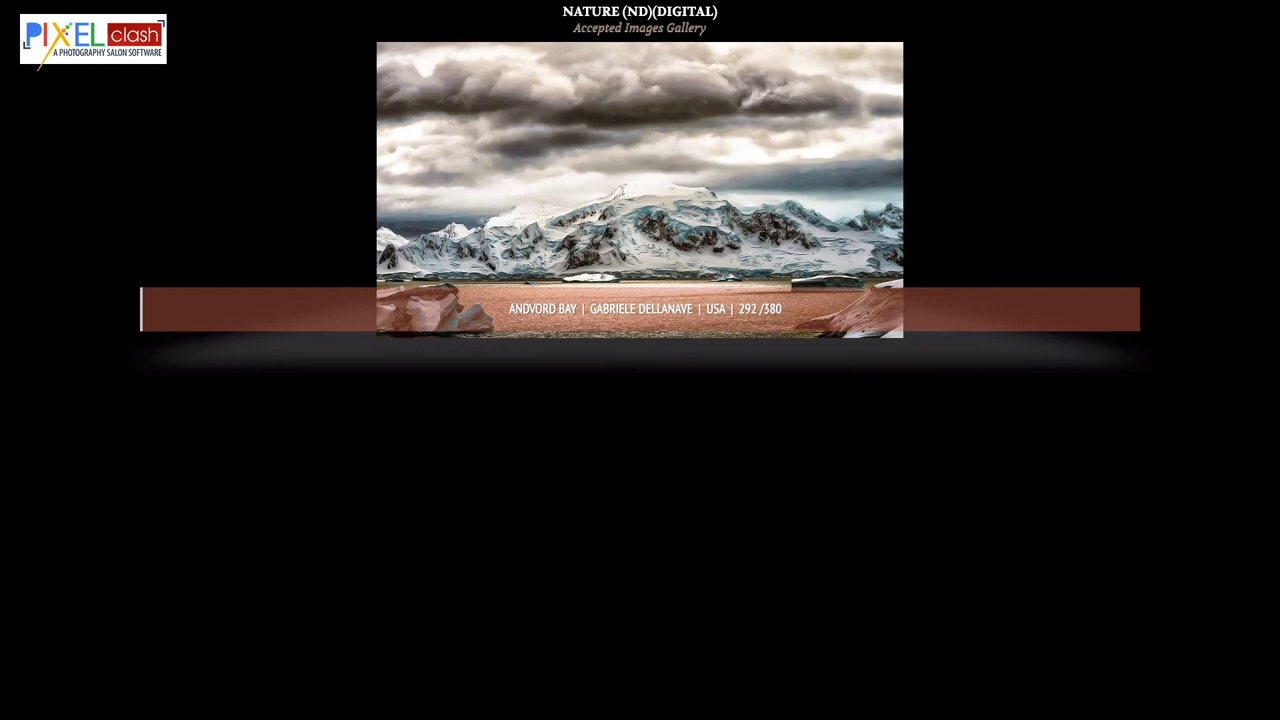 NATURE (ND)(DIGITAL)
Accepted Images Gallery
PIXEL clash
A PHOTOGRAPHY SALON SOFTWARE
ANDVORD BAY | GABRIELE DELLANAVE | USA | 292 /380